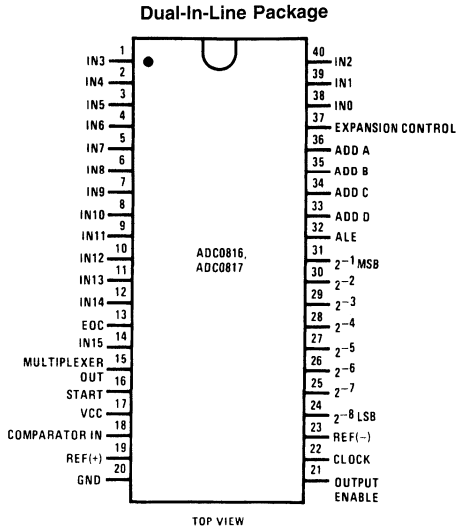 Dual-In-Line Package
IN3 1
IN4 2
IN5 3
IN6 4
IN7 5
IN8 6
IN9 7
IN10 8
IN11 9
IN12 10
IN13 11
IN14 12
EOC 13
IN15 14
MULTIPLEXER 15
OUT
START 16
VCC 17
COMPARATOR IN 18
REF(+) 19
GND 20
ADC0816,
ADC0817
40 IN2
39 IN1
38 IN0
37 EXPANSION CONTROL
36 ADD A
35 ADD B
34 ADD C
33 ADD D
32 ALE
31 2⁻¹ MSB
30 2⁻²
29 2⁻³
28 2⁻⁴
27 2⁻⁵
26 2⁻⁶
25 2⁻⁷
24 2⁻⁸ LSB
23 REF(−)
22 CLOCK
21 OUTPUT
ENABLE
TOP VIEW